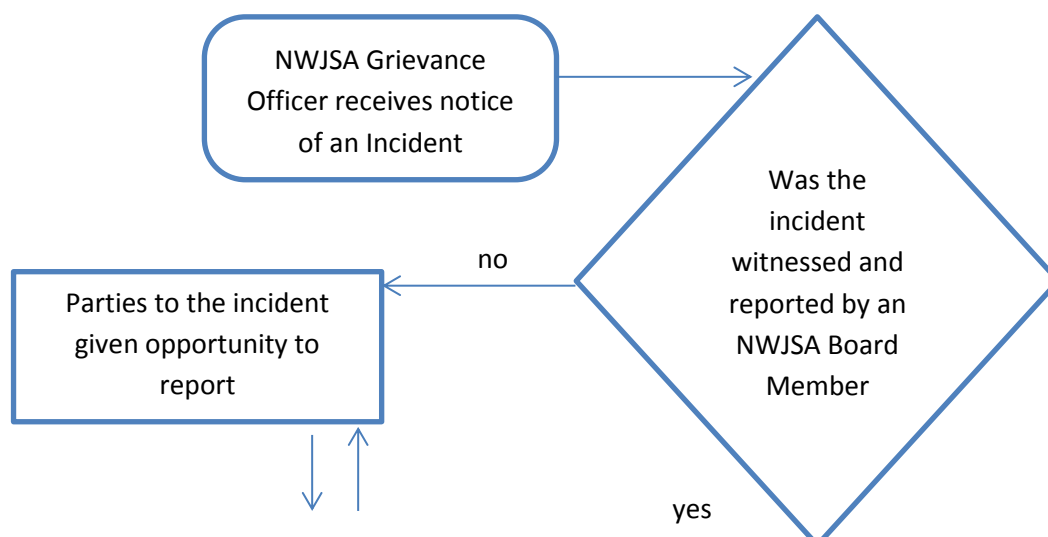 NWJSA Grievance
Officer receives notice
of an Incident
Was the
incident
witnessed and
reported by an
NWJSA Board
Member
no
Parties to the incident
given opportunity to
report
yes